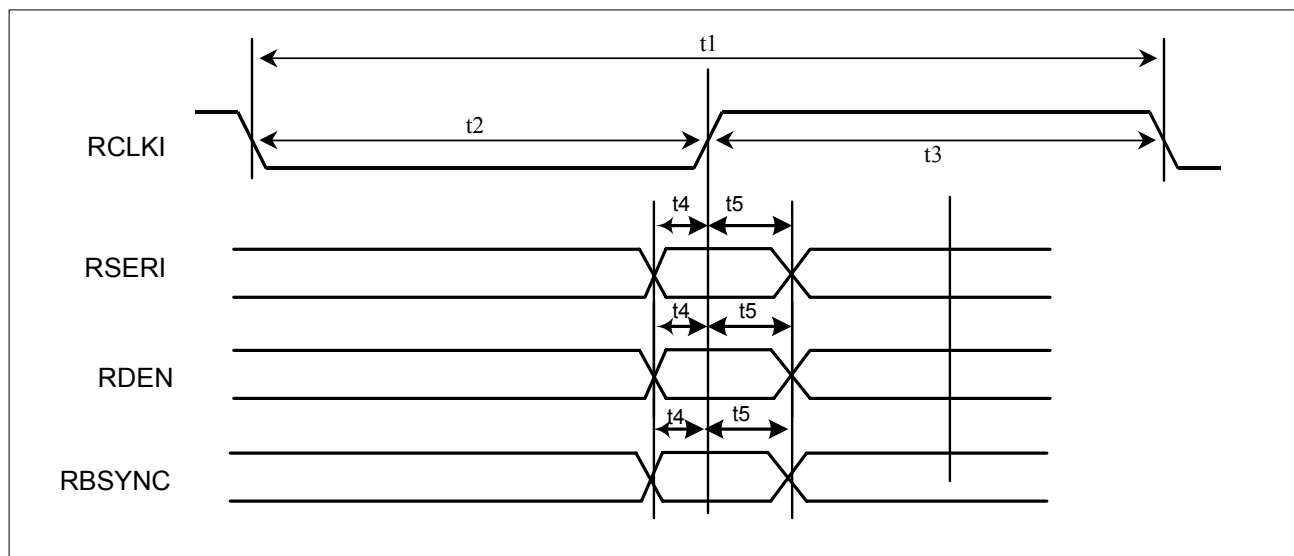 t1
RCLKI
t2
t3
t4 t5
RSERI
t4 t5
RDEN
t4 t5
RBSYNC